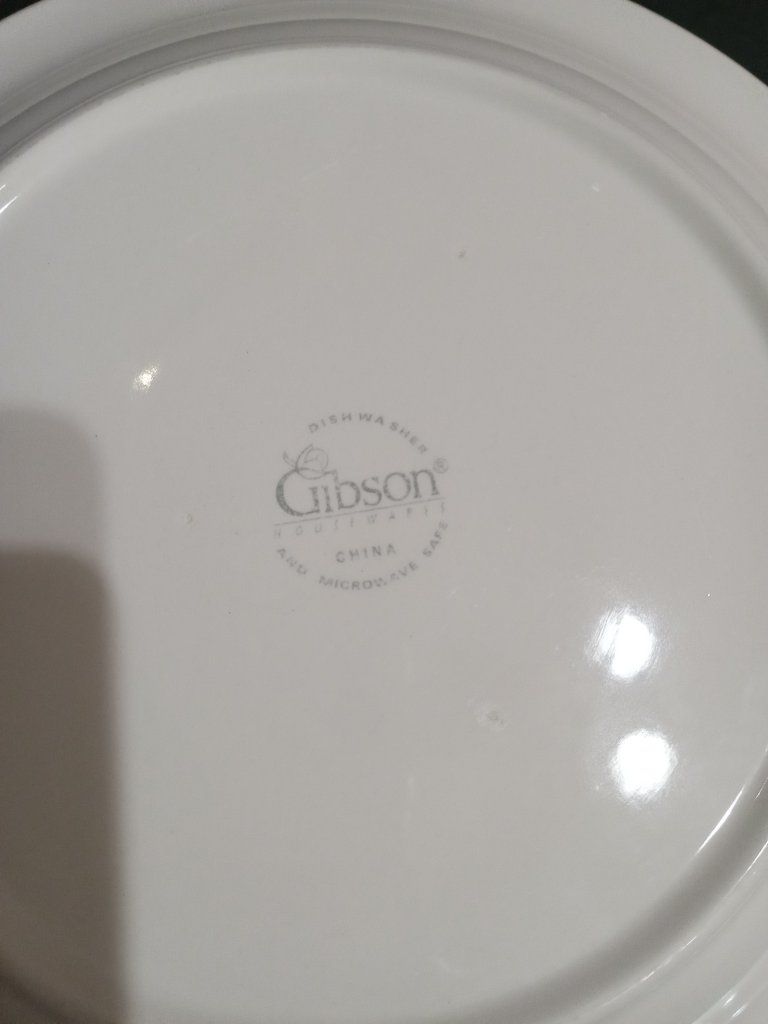 DISHWASHER
Gibson®
HOUSEWARES
CHINA
AND MICROWAVE SAFE